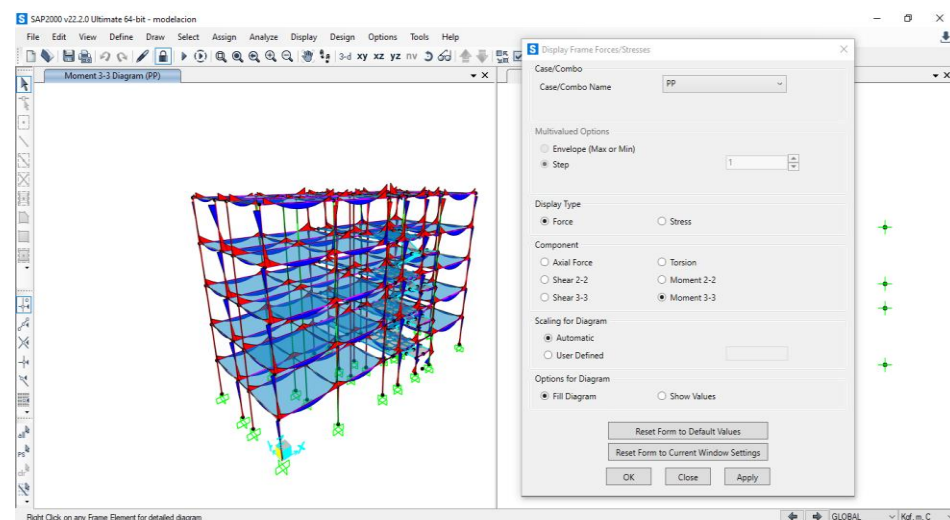 SAP2000 v22.2.0 Ultimate 64-bit - modelacion
File Edit View Define Draw Select Assign Analyze Display Design Options Tools Help
3-d xy xz yz nv
Moment 3-3 Diagram (PP)
Display Frame Forces/Stresses
Case/Combo
Case/Combo Name PP
Multivalued Options
Envelope (Max or Min)
Step 1
Display Type
Force Stress
Component
Axial Force Torsion
Shear 2-2 Moment 2-2
Shear 3-3 Moment 3-3
Scaling for Diagram
Automatic
User Defined
Options for Diagram
Fill Diagram Show Values
Reset Form to Default Values
Reset Form to Current Window Settings
OK Close Apply
all
PS
clr
Right Click on any Frame Element for detailed diagram
GLOBAL Kgf, m, C